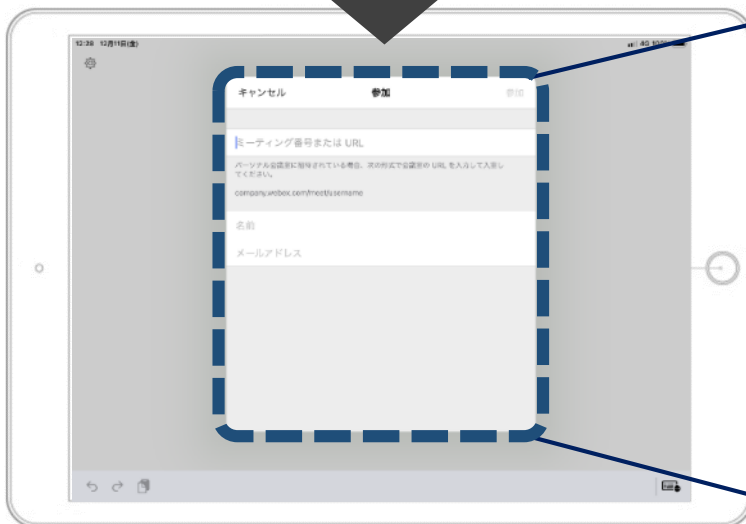 12:28 12月11日(金)
4G 100%
キャンセル 参加 参加
ミーティング番号または URL
パーソナル会議室に招待されている場合、次の形式で会議室の URL を入力して入室し
てください。
company.webex.com/meet/username
名前
メールアドレス